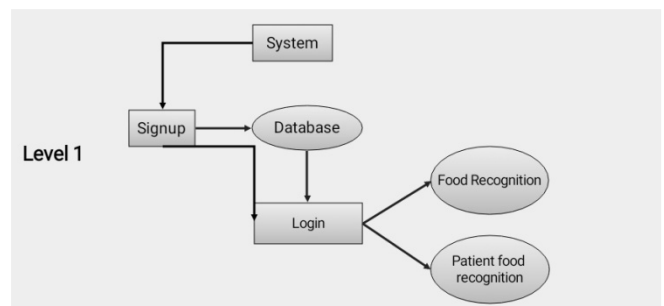 System
Signup
Database
Level 1
Food Recognition
Login
Patient food
recognition